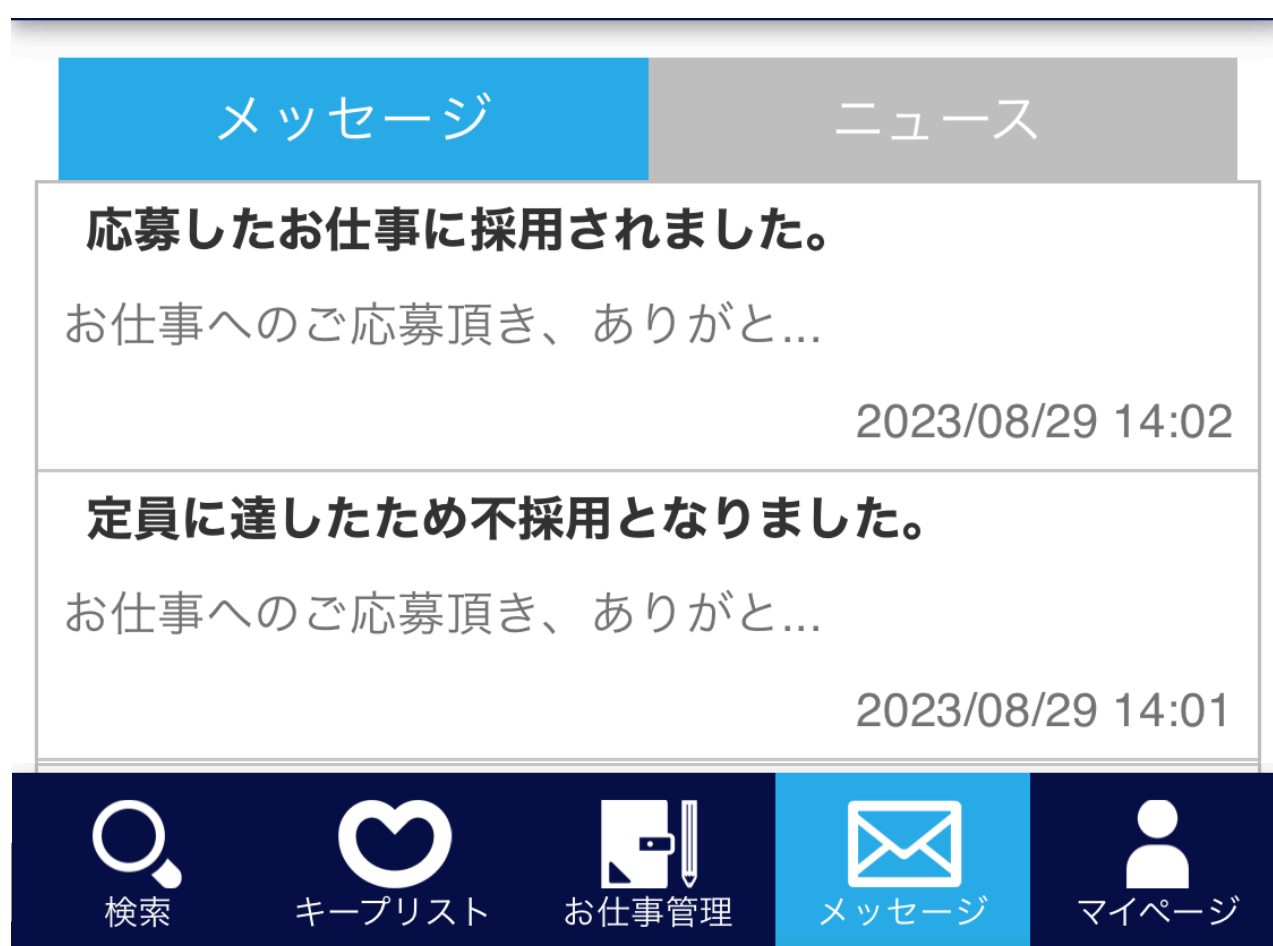 メッセージ
ニュース
応募したお仕事に採用されました。
お仕事へのご応募頂き、ありがと...
2023/08/29 14:02
定員に達したため不採用となりました。
お仕事へのご応募頂き、ありがと...
2023/08/29 14:01
検索
キープリスト
お仕事管理
メッセージ
マイページ